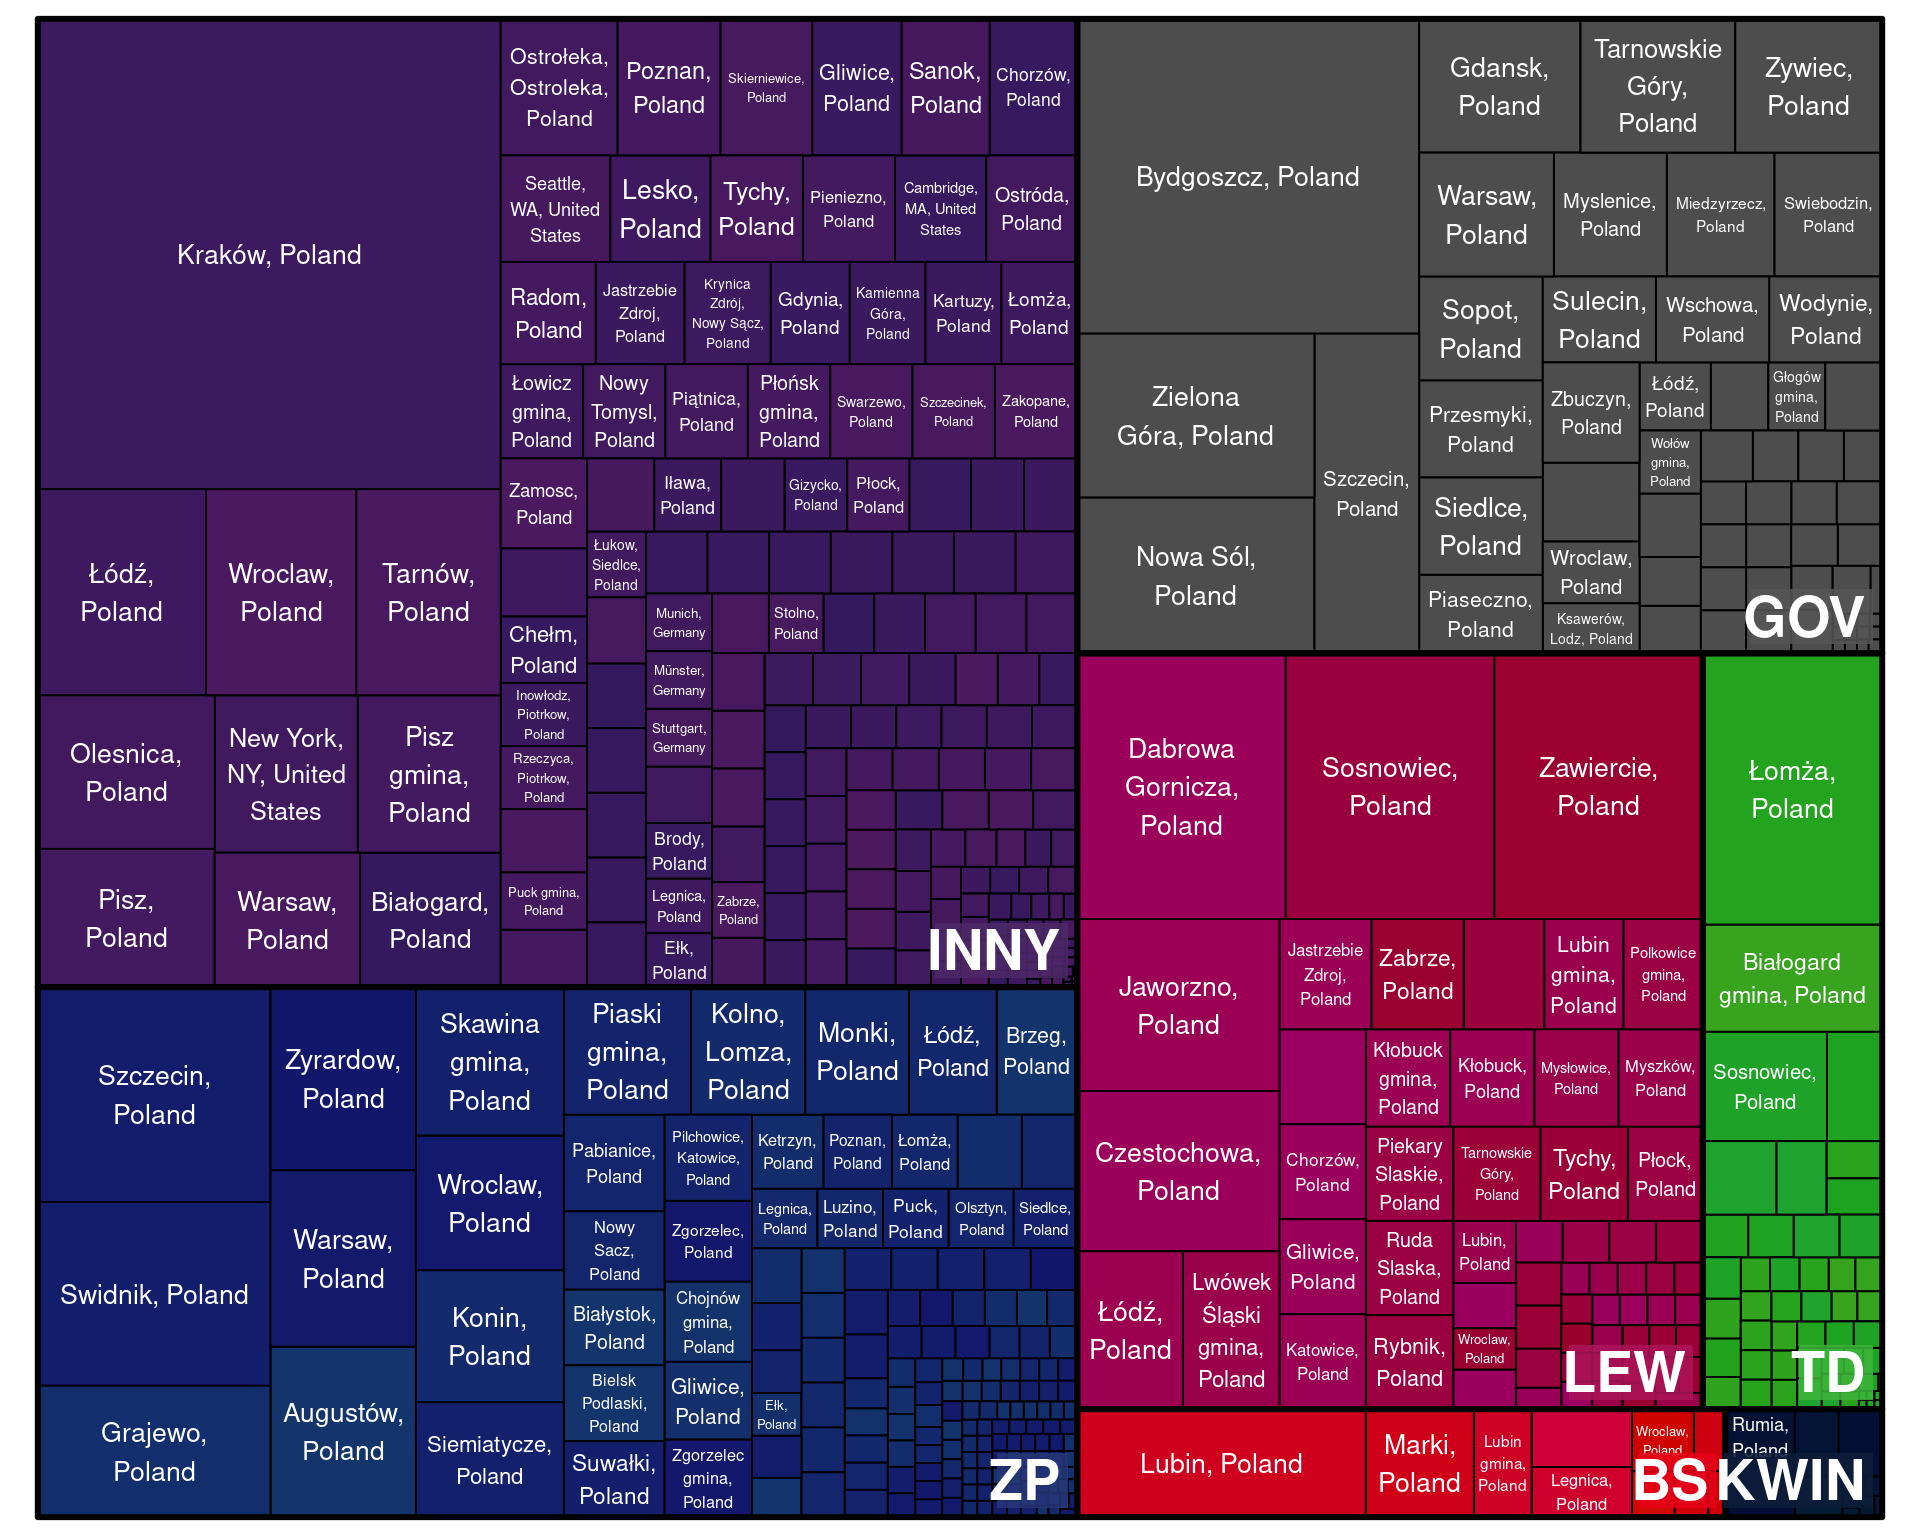 Kraków, Poland
Ostrołeka,
Ostroleka,
Poland
Poznan,
Poland
Skierniewice,
Poland
Gliwice,
Poland
Sanok,
Poland
Chorzów,
Poland
Seattle,
WA, United
States
Lesko,
Poland
Tychy,
Poland
Pieniezno,
Poland
Cambridge,
MA, United
States
Ostróda,
Poland
Radom,
Poland
Jastrzebie
Zdroj,
Poland
Krynica
Zdrój,
Nowy Sącz,
Poland
Gdynia,
Poland
Kamienna
Góra,
Poland
Kartuzy,
Poland
Łomża,
Poland
Łowicz
gmina,
Poland
Nowy
Tomysl,
Poland
Piątnica,
Poland
Płońsk
gmina,
Poland
Swarzewo,
Poland
Szczecinek,
Poland
Zakopane,
Poland
Zamosc,
Poland
Iława,
Poland
Gizycko,
Poland
Płock,
Poland
Łódź,
Poland
Wroclaw,
Poland
Tarnów,
Poland
Łukow,
Siedlce,
Poland
Munich,
Germany
Stolno,
Poland
Chełm,
Poland
Münster,
Germany
Inowłodz,
Piotrkow,
Poland
Stuttgart,
Germany
Rzeczyca,
Piotrkow,
Poland
Olesnica,
Poland
New York,
NY, United
States
Pisz
gmina,
Poland
Brody,
Poland
Puck gmina,
Poland
Legnica,
Poland
Zabrze,
Poland
Ełk,
Poland
Pisz,
Poland
Warsaw,
Poland
Białogard,
Poland
INNY
Bydgoszcz, Poland
Gdansk,
Poland
Tarnowskie
Góry,
Poland
Zywiec,
Poland
Warsaw,
Poland
Myslenice,
Poland
Miedzyrzecz,
Poland
Swiebodzin,
Poland
Sopot,
Poland
Sulecin,
Poland
Wschowa,
Poland
Wodynie,
Poland
Zielona
Góra, Poland
Szczecin,
Poland
Nowa Sól,
Poland
Przesmyki,
Poland
Zbuczyn,
Poland
Łódź,
Poland
Głogów
gmina,
Poland
Wołów
gmina,
Poland
Siedlce,
Poland
Wroclaw,
Poland
Piaseczno,
Poland
Ksawerów,
Lodz, Poland
GOV
Dabrowa
Gornicza,
Poland
Sosnowiec,
Poland
Zawiercie,
Poland
Jaworzno,
Poland
Jastrzebie
Zdroj,
Poland
Zabrze,
Poland
Lubin
gmina,
Poland
Polkowice
gmina,
Poland
Kłobuck
gmina,
Poland
Kłobuck,
Poland
Mysłowice,
Poland
Myszków,
Poland
Czestochowa,
Poland
Chorzów,
Poland
Piekary
Slaskie,
Poland
Tarnowskie
Góry,
Poland
Tychy,
Poland
Płock,
Poland
Gliwice,
Poland
Ruda
Slaska,
Poland
Lubin,
Poland
Łódź,
Poland
Lwówek
Śląski
gmina,
Poland
Katowice,
Poland
Rybnik,
Poland
Wroclaw,
Poland
LEW
Łomża,
Poland
Białogard
gmina, Poland
Sosnowiec,
Poland
TD
Szczecin,
Poland
Zyrardow,
Poland
Skawina
gmina,
Poland
Piaski
gmina,
Poland
Kolno,
Lomza,
Poland
Monki,
Poland
Łódź,
Poland
Brzeg,
Poland
Pabianice,
Poland
Pilchowice,
Katowice,
Poland
Ketrzyn,
Poland
Poznan,
Poland
Łomża,
Poland
Wroclaw,
Poland
Legnica,
Poland
Luzino,
Poland
Puck,
Poland
Olsztyn,
Poland
Siedlce,
Poland
Swidnik, Poland
Warsaw,
Poland
Nowy
Sacz,
Poland
Zgorzelec,
Poland
Konin,
Poland
Białystok,
Poland
Chojnów
gmina,
Poland
Grajewo,
Poland
Augustów,
Poland
Siemiatycze,
Poland
Bielsk
Podlaski,
Poland
Gliwice,
Poland
Ełk,
Poland
Suwałki,
Poland
Zgorzelec
gmina,
Poland
ZP
Lubin, Poland
Marki,
Poland
Lubin
gmina,
Poland
Legnica,
Poland
Wroclaw,
Poland
BS
Rumia,
Poland
KWIN